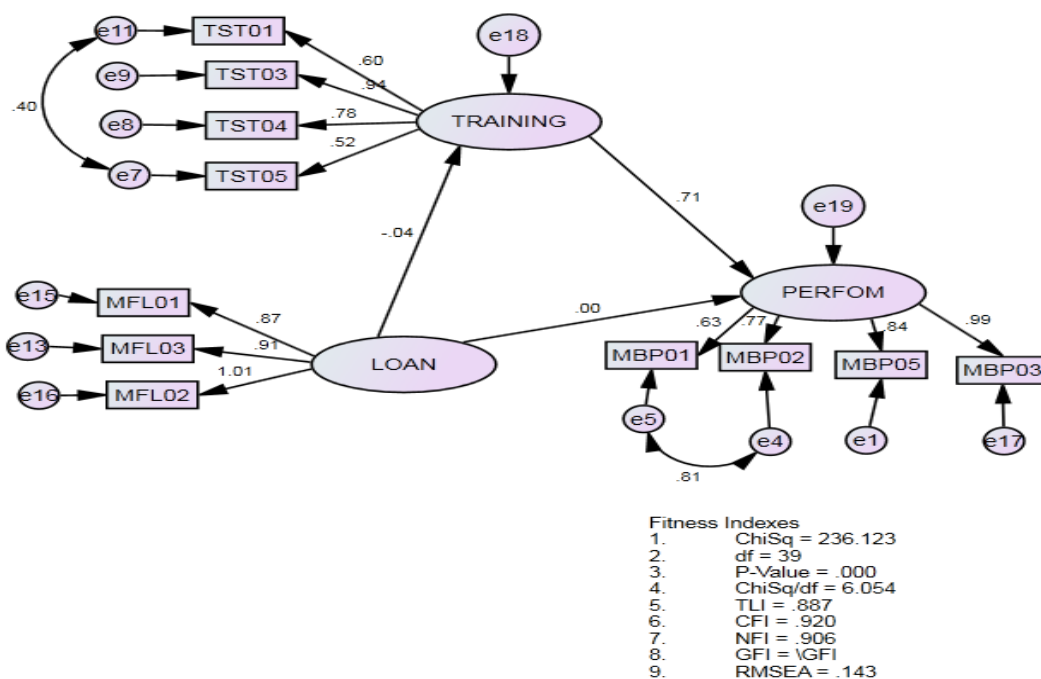 e11
TST01
e18
.60
e9
TST03
.94
.40
e8
TST04
.78
TRAINING
.52
e7
TST05
.71
e19
-.04
e15
MFL01
.87
PERFOM
.00
.63
.77
.84
.99
e13
MFL03
.91
LOAN
MBP01
MBP02
MBP05
MBP03
1.01
e16
MFL02
e5
e4
e1
e17
.81
Fitness Indexes
1. ChiSq = 236.123
2. df = 39
3. P-Value = .000
4. ChiSq/df = 6.054
5. TLI = .887
6. CFI = .920
7. NFI = .906
8. GFI = \GFI
9. RMSEA = .143